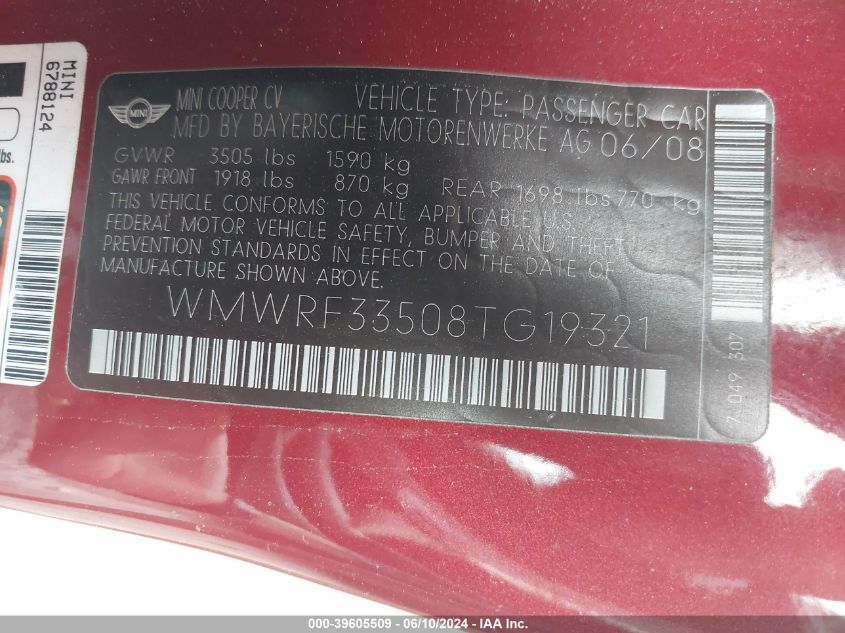 MINI
6788124
lbs.
MINI
MINI COOPER CV VEHICLE TYPE: PASSENGER CAR
MFD BY BAYERISCHE MOTORENWERKE AG 06/08
GVWR 3505 lbs 1590 kg
GAWR FRONT 1918 lbs 870 kg REAR 1698 lbs 770 kg
THIS VEHICLE CONFORMS TO ALL APPLICABLE U.S.
FEDERAL MOTOR VEHICLE SAFETY, BUMPER AND THEFT
PREVENTION STANDARDS IN EFFECT ON THE DATE OF
MANUFACTURE SHOWN ABOVE.
WMWRF33508TG19321
7 049 307
000-39605509 - 06/10/2024 - IAA Inc.